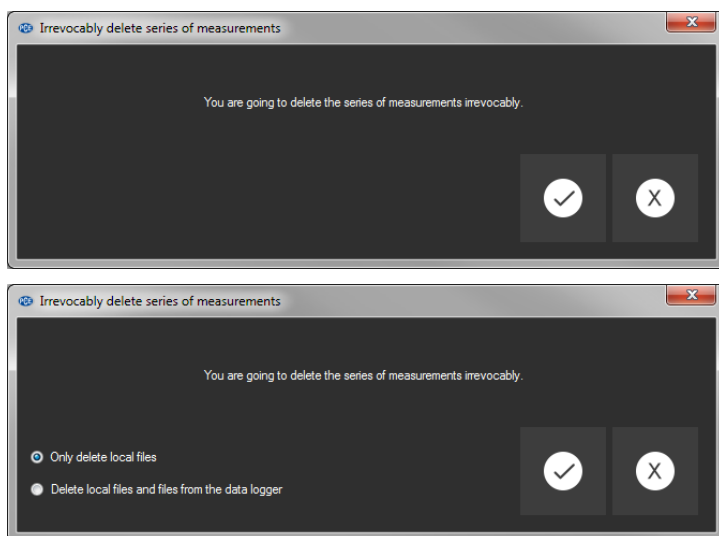 PCE Irrevocably delete series of measurements
You are going to delete the series of measurements irrevocably.
X
PCE Irrevocably delete series of measurements
You are going to delete the series of measurements irrevocably.
Only delete local files
Delete local files and files from the data logger
X